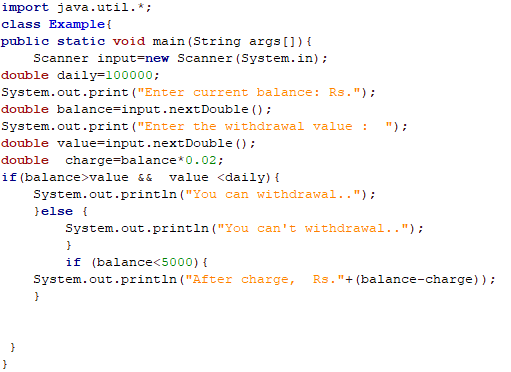 import java.util.*;
class Example{
public static void main(String args[]){
    Scanner input=new Scanner(System.in);
double daily=100000;
System.out.print("Enter current balance: Rs.");
double balance=input.nextDouble();
System.out.print("Enter the withdrawal value :  ");
double value=input.nextDouble();
double  charge=balance*0.02;
if(balance>value &&  value <daily){
    System.out.println("You can withdrawal..");
    }else {
        System.out.println("You can't withdrawal..");
        }
        if (balance<5000){
    System.out.println("After charge,  Rs."+(balance-charge));
    }
 }
}